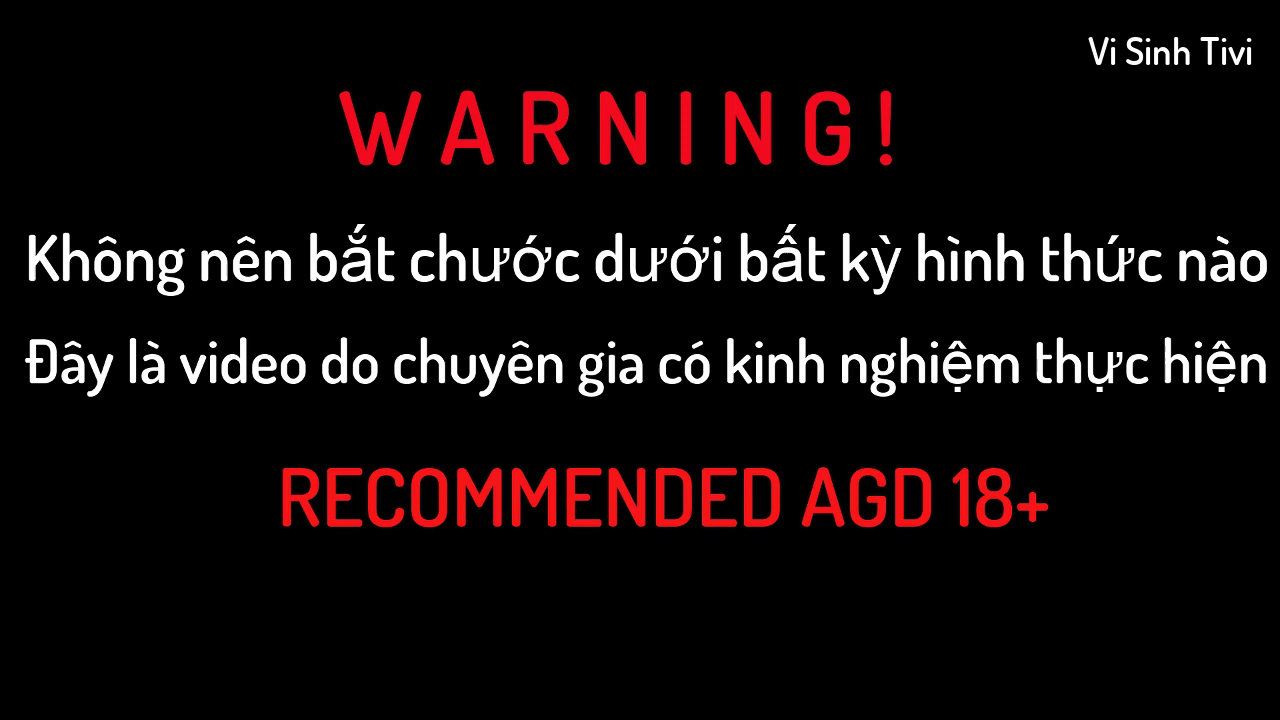 Vi Sinh Tivi
WARNING!
Không nên bắt chước dưới bất kỳ hình thức nào
Đây là video do chuyên gia có kinh nghiệm thực hiện
RECOMMENDED AGD 18+